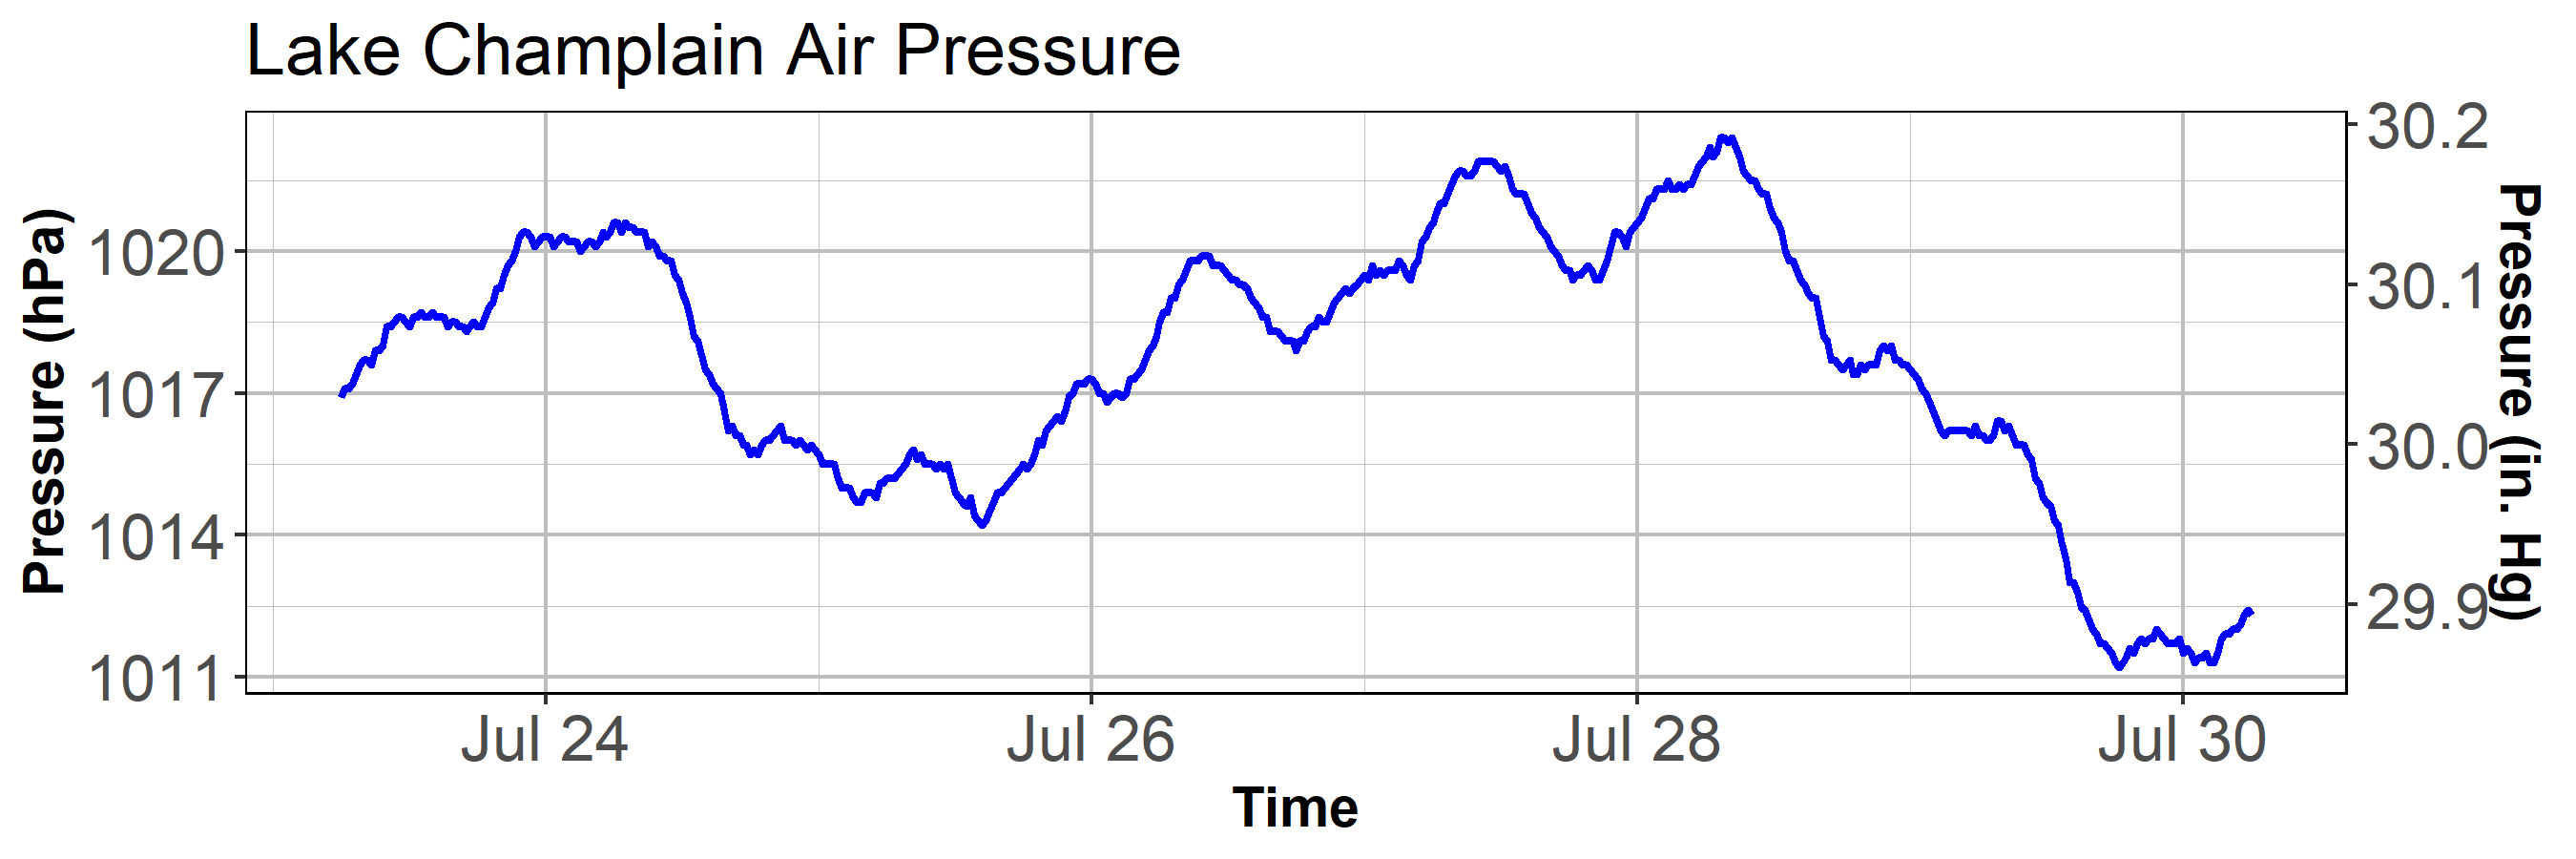 Lake Champlain Air Pressure
Pressure (hPa)
1020
1017
1014
1011
30.2
30.1
30.0
29.9
Pressure (in. Hg)
Jul 24
Jul 26
Jul 28
Jul 30
Time